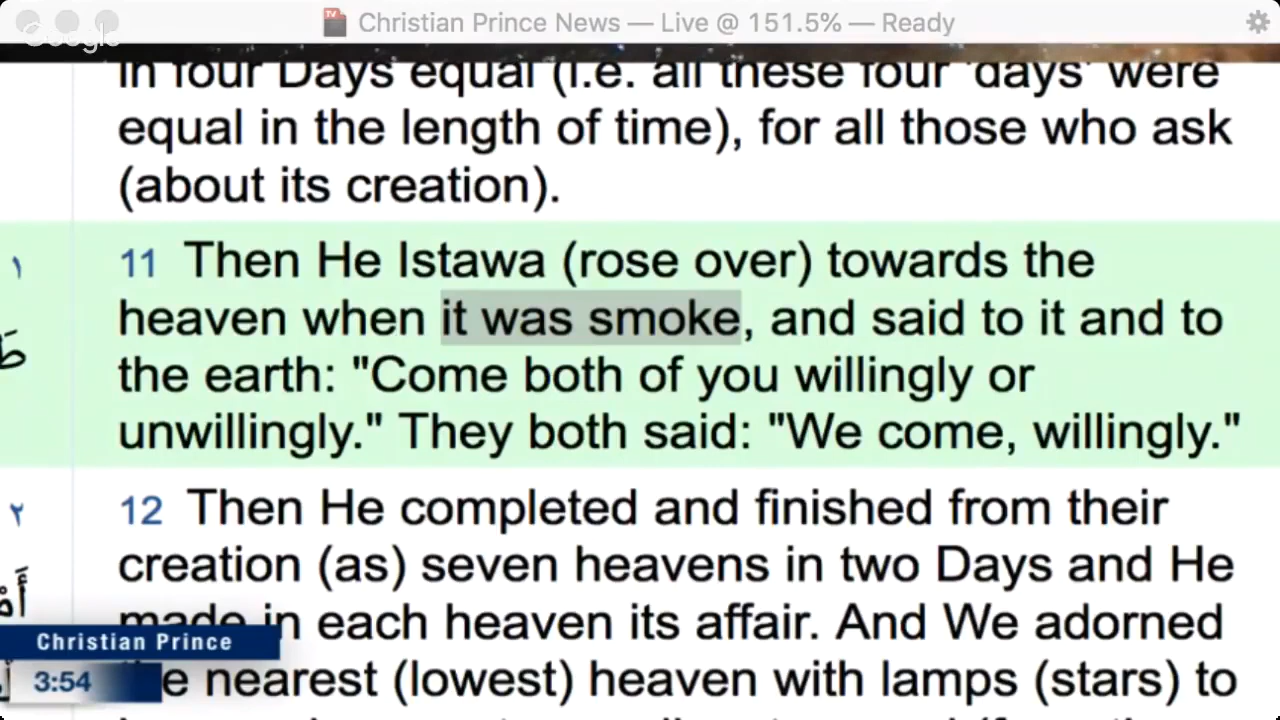 Christian Prince News — Live @ 151.5% — Ready
Google
in four Days equal (i.e. all these four 'days' were
equal in the length of time), for all those who ask
(about its creation).
11 Then He Istawa (rose over) towards the
heaven when it was smoke, and said to it and to
the earth: "Come both of you willingly or
unwillingly." They both said: "We come, willingly."
12 Then He completed and finished from their
creation (as) seven heavens in two Days and He
made in each heaven its affair. And We adorned
e nearest (lowest) heaven with lamps (stars) to
Christian Prince
3:54